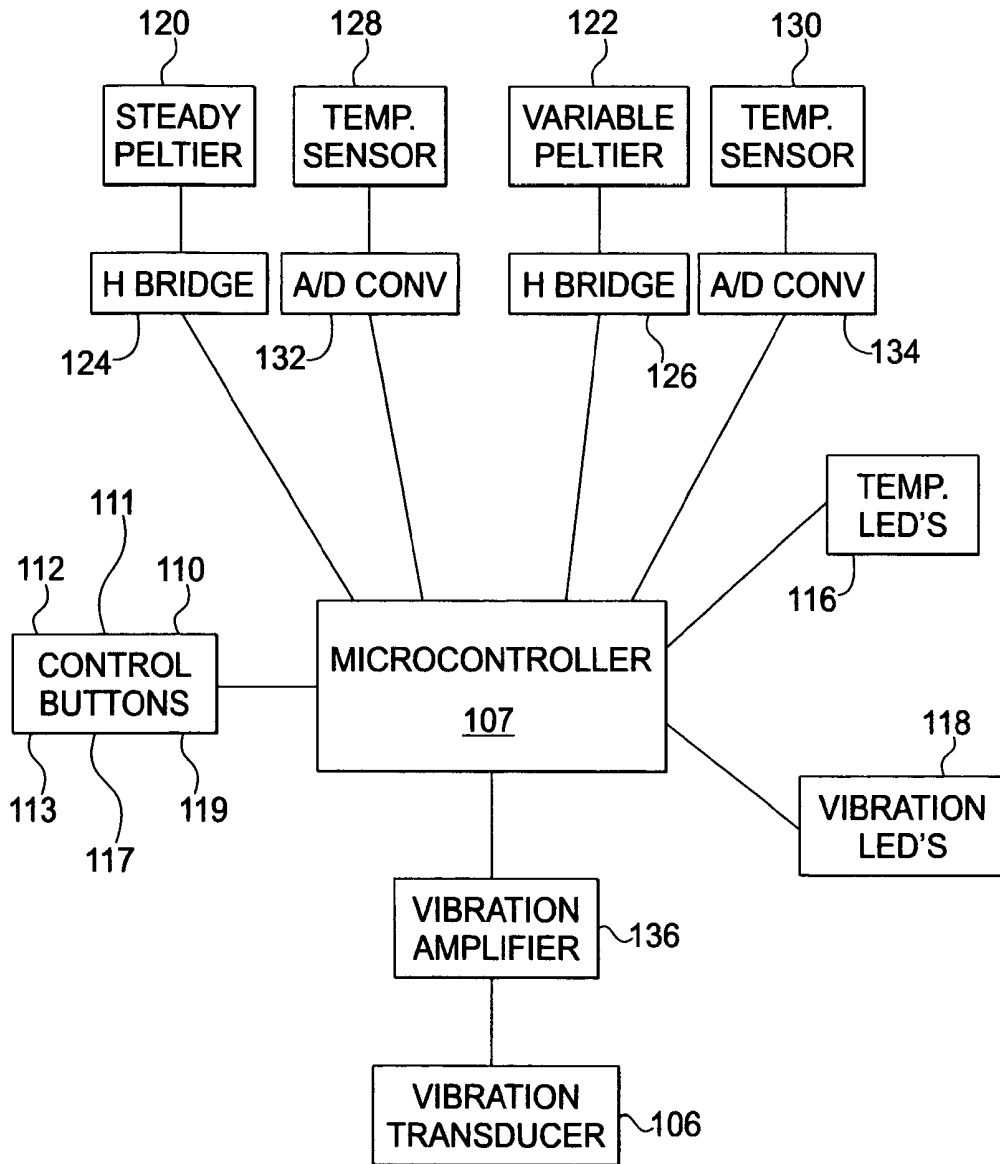 120
128
122
130
STEADY
PELTIER
TEMP.
SENSOR
VARIABLE
PELTIER
TEMP.
SENSOR
H BRIDGE
A/D CONV
H BRIDGE
A/D CONV
124
132
126
134
TEMP.
LED'S
116
111
112
110
CONTROL
BUTTONS
113
119
117
MICROCONTROLLER
107
118
VIBRATION
LED'S
VIBRATION
AMPLIFIER
136
VIBRATION
TRANSDUCER
106